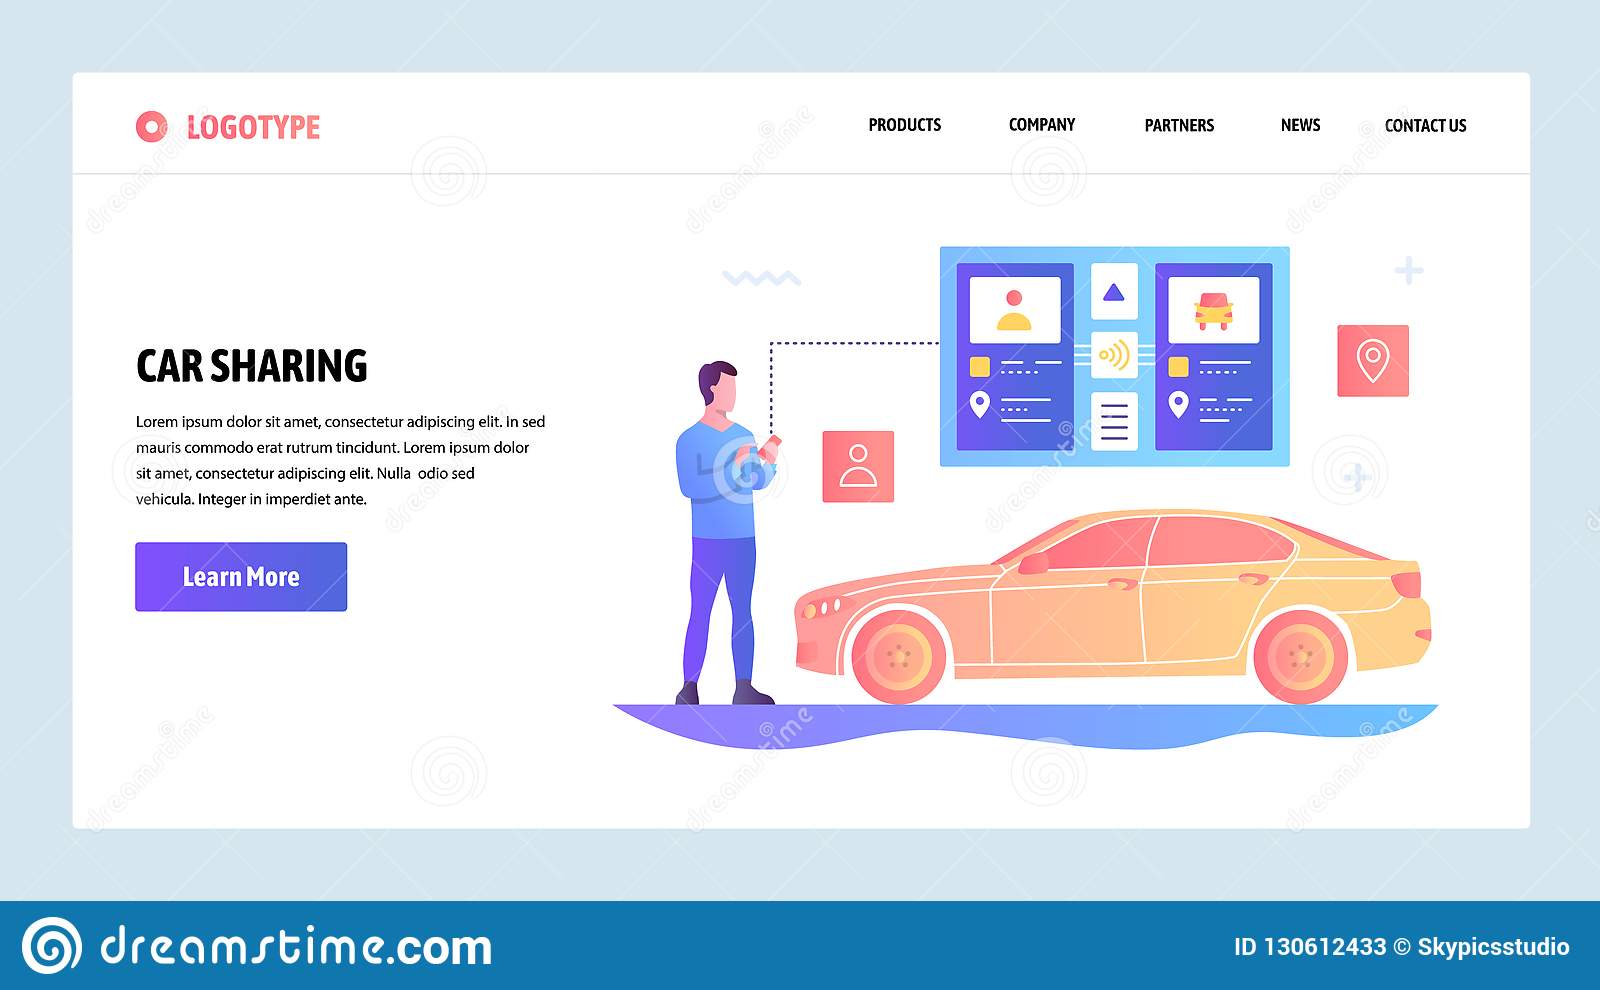 LOGOTYPE
PRODUCTS COMPANY PARTNERS NEWS CONTACT US
CAR SHARING
Lorem ipsum dolor sit amet, consectetur adipiscing elit. In sed
mauris commodo erat rutrum tincidunt. Lorem ipsum dolor
sit amet, consectetur adipiscing elit. Nulla odio sed
vehicula. Integer in imperdiet ante.
Learn More
dreamstime.com
ID 130612433 © Skypicsstudio